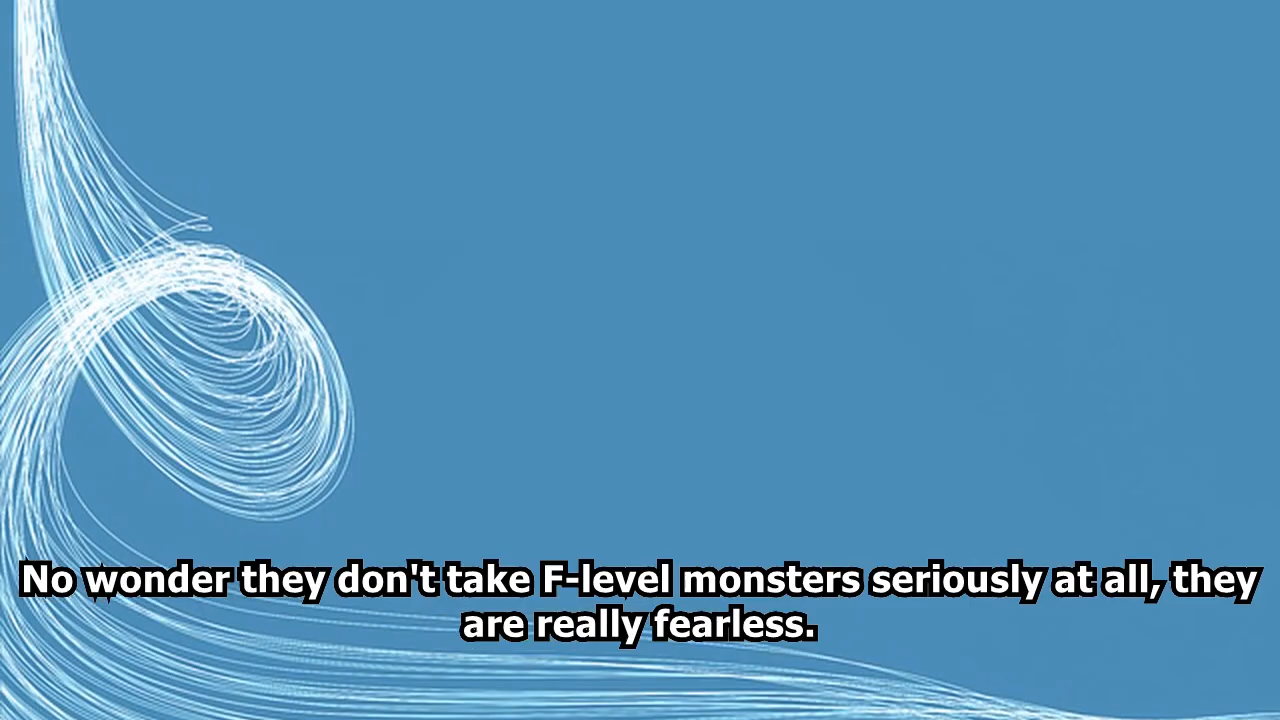 No wonder they don't take F-level monsters seriously at all, they
are really fearless.